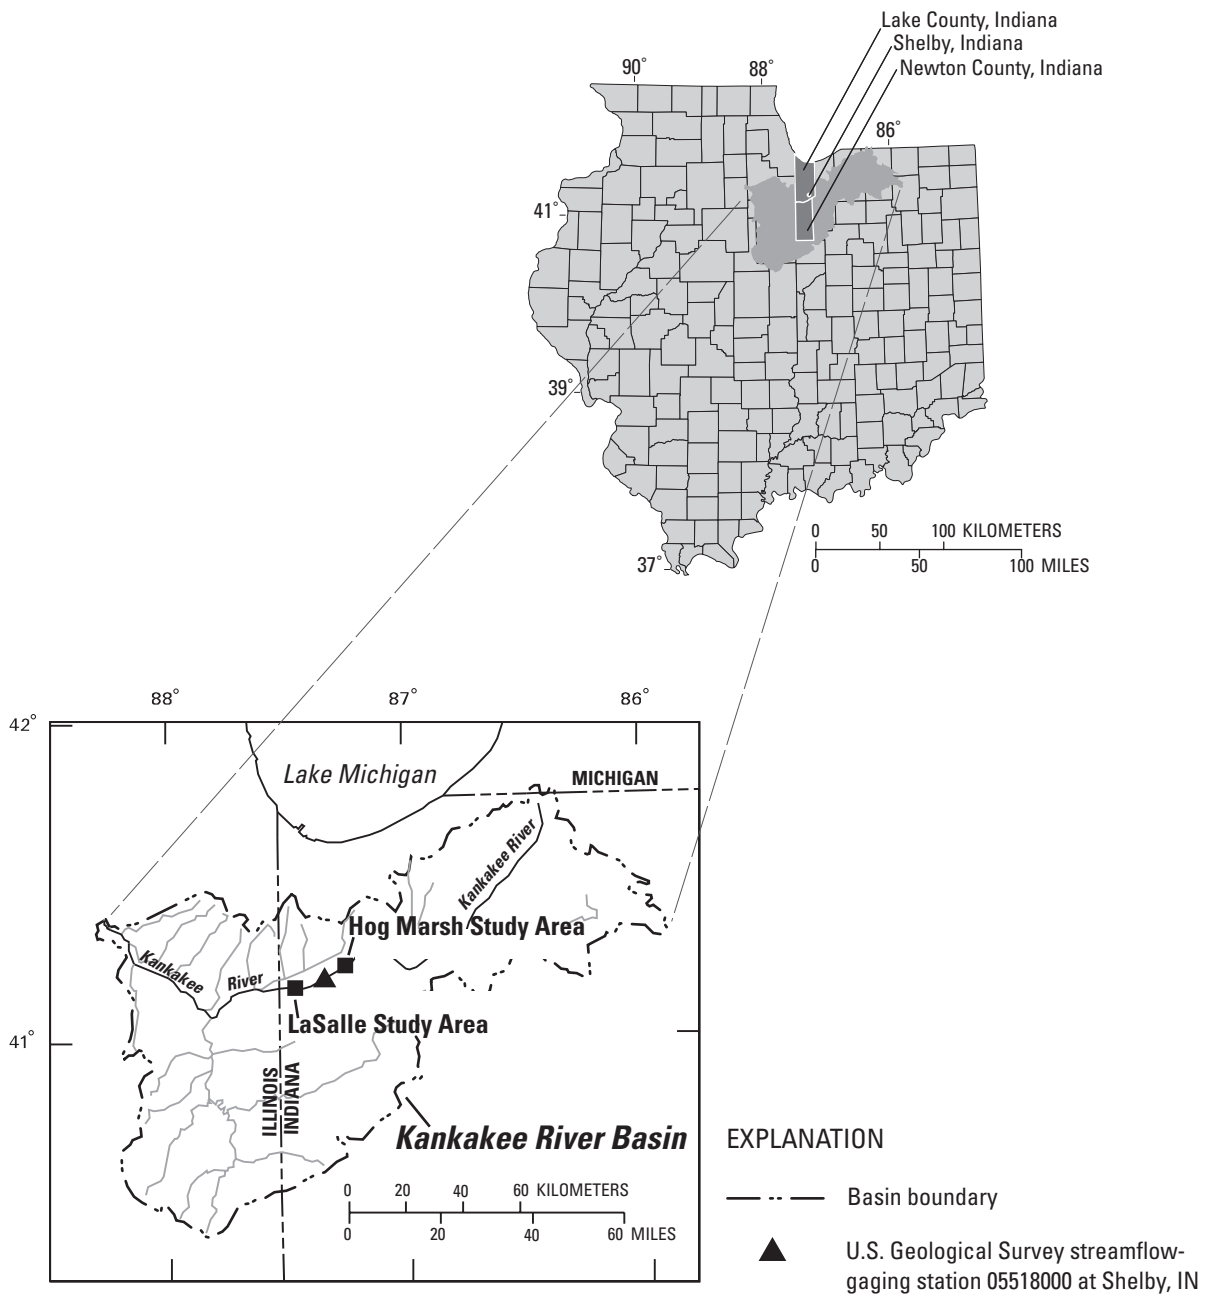 Lake County, Indiana
Shelby, Indiana
Newton County, Indiana
90°
88°
86°
41°
39°
37°
0 50 100 KILOMETERS
0 50 100 MILES
88° 87° 86°
42°
41°
Lake Michigan
MICHIGAN
Kankakee River
Hog Marsh Study Area
Kankakee River
LaSalle Study Area
ILLINOIS
INDIANA
Kankakee River Basin
0 20 40 60 KILOMETERS
0 20 40 60 MILES
EXPLANATION
Basin boundary
U.S. Geological Survey streamflow-
gaging station 05518000 at Shelby, IN